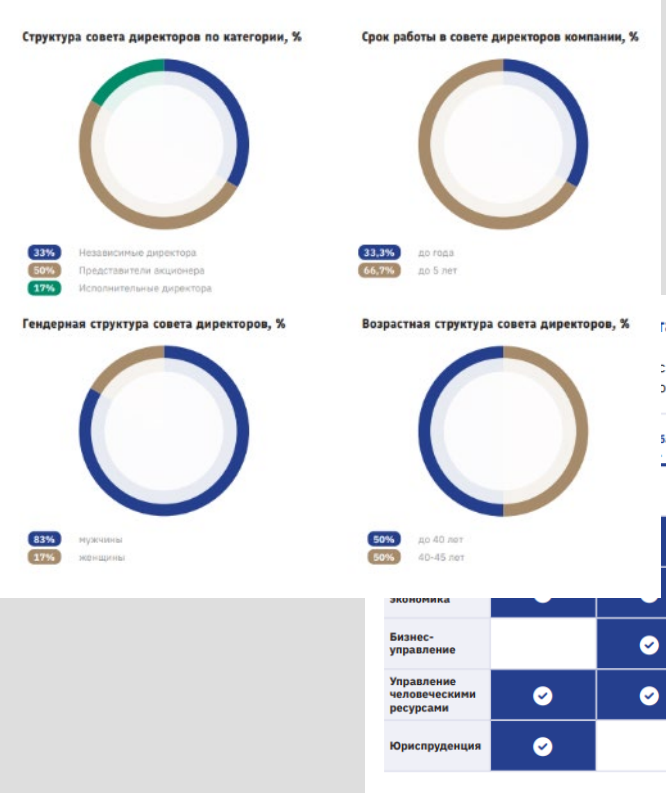 Структура совета директоров по категории, %
33% Независимые директора
50% Представители акционера
17% Исполнительные директора
Срок работы в совете директоров компании, %
33,3% до года
66,7% до 5 лет
Гендерная структура совета директоров, %
83% мужчины
17% женщины
Возрастная структура совета директоров, %
50% до 40 лет
50% 40-45 лет
экономика
Бизнес-
управление
Управление
человеческими
ресурсами
Юриспруденция